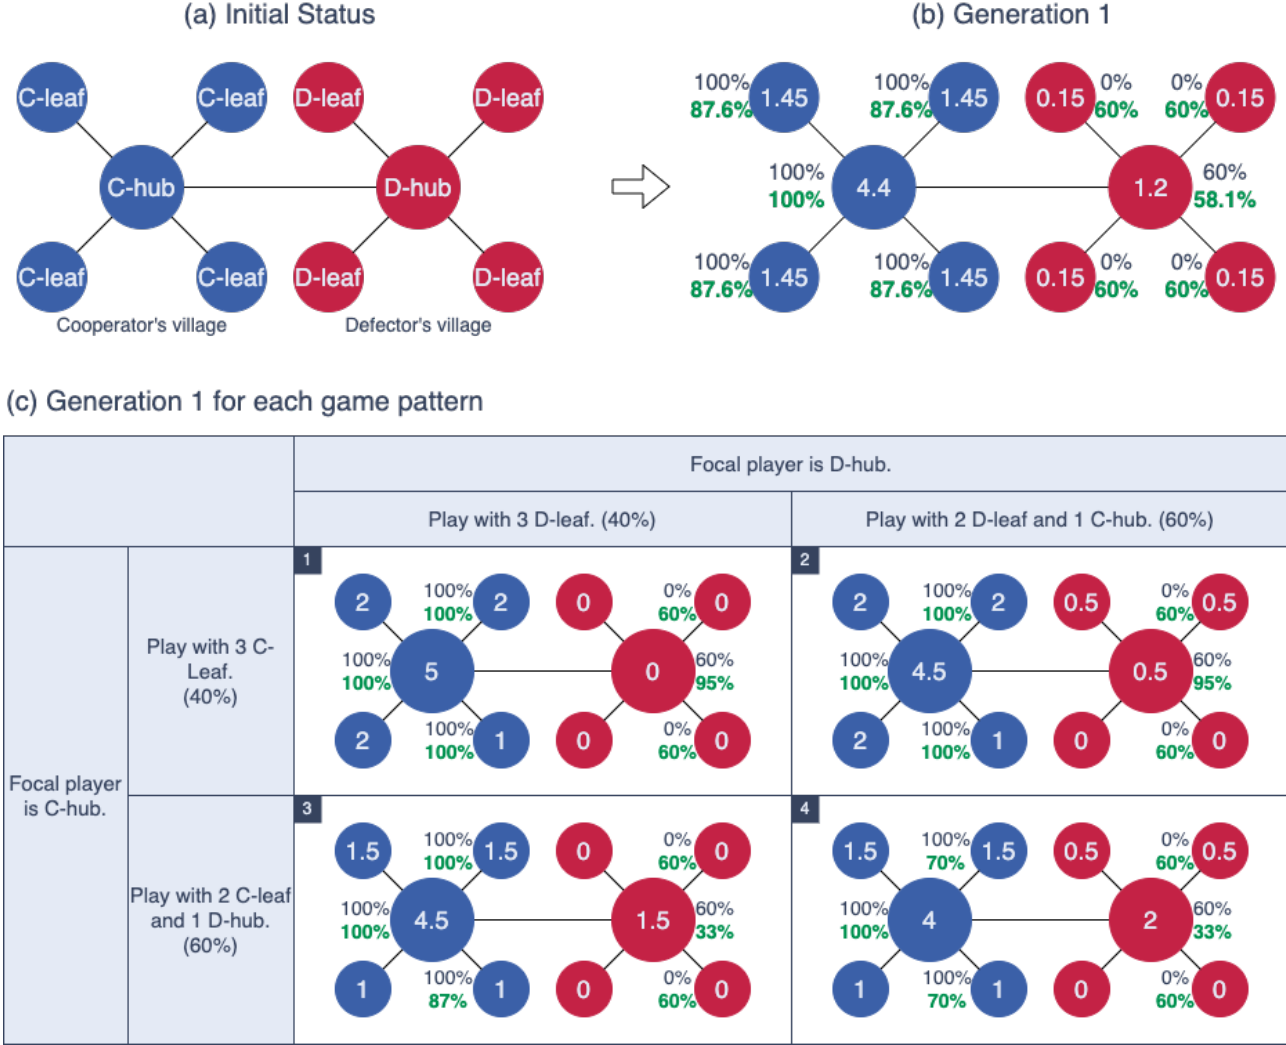 (a) Initial Status
(b) Generation 1
C-leaf C-leaf D-leaf D-leaf
C-hub D-hub
C-leaf C-leaf D-leaf D-leaf
Cooperator's village Defector's village
100% 100% 0% 0%
87.6% 1.45 87.6% 1.45 0.15 60% 60% 0.15
100% 60%
100% 4.4 1.2 58.1%
100% 100% 0% 0%
87.6% 1.45 87.6% 1.45 0.15 60% 60% 0.15
(c) Generation 1 for each game pattern
Focal player is D-hub.
Play with 3 D-leaf. (40%)
Play with 2 D-leaf and 1 C-hub. (60%)
Focal player
is C-hub.
Play with 3 C-
Leaf.
(40%)
1
2 100% 2 0 0% 0
100% 60%
100% 5 0 60%
100% 95%
2 100% 1 0 0% 0
100% 60%
2
2 100% 2 0.5 0% 0.5
100% 60%
100% 4.5 0.5 60%
100% 95%
2 100% 1 0 0% 0
100% 60%
Play with 2 C-leaf
and 1 D-hub.
(60%)
3
1.5 100% 1.5 0 0% 0
100% 60%
100% 4.5 1.5 60%
100% 33%
1 100% 1 0 0% 0
87% 60%
4
1.5 100% 1.5 0.5 0% 0.5
70% 60%
100% 4 2 60%
100% 33%
1 100% 1 0 0% 0
70% 60%